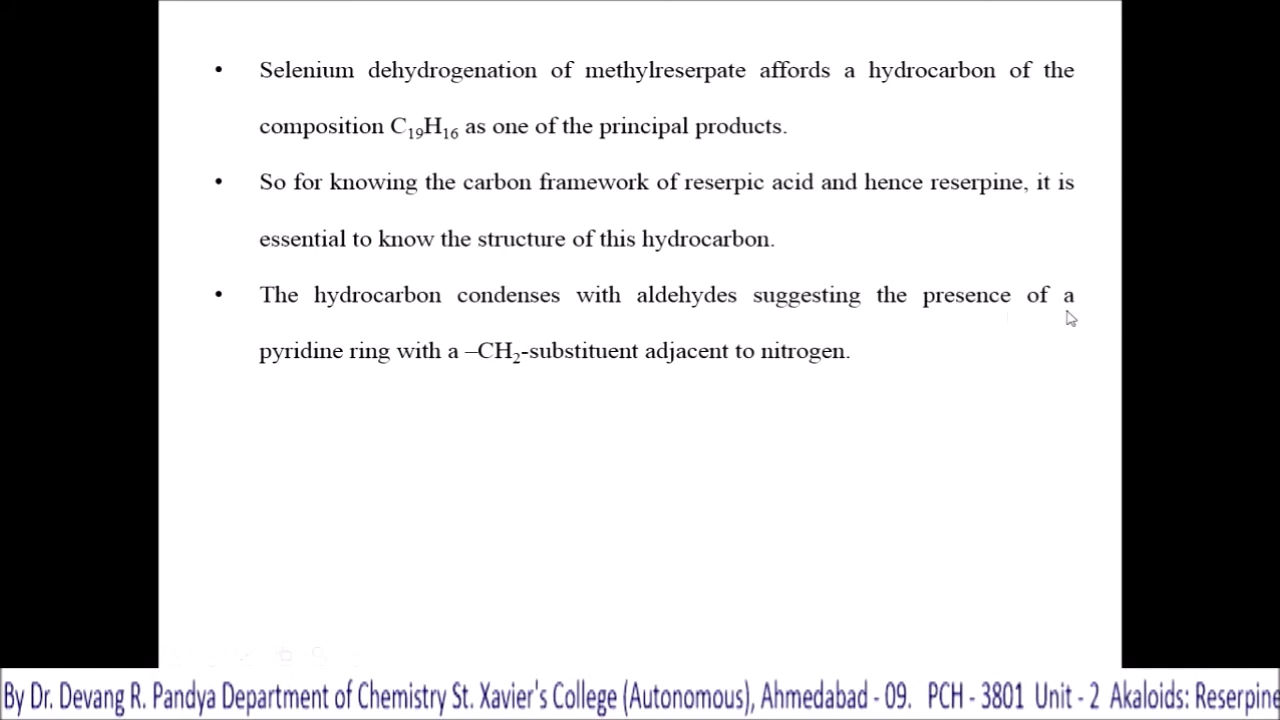 • Selenium dehydrogenation of methylreserpate affords a hydrocarbon of the
composition C₁₉H₁₆ as one of the principal products.
• So for knowing the carbon framework of reserpic acid and hence reserpine, it is
essential to know the structure of this hydrocarbon.
• The hydrocarbon condenses with aldehydes suggesting the presence of a
pyridine ring with a –CH₂-substituent adjacent to nitrogen.
By Dr. Devang R. Pandya Department of Chemistry St. Xavier's College (Autonomous), Ahmedabad - 09. PCH - 3801 Unit - 2 Akaloids: Reserpine